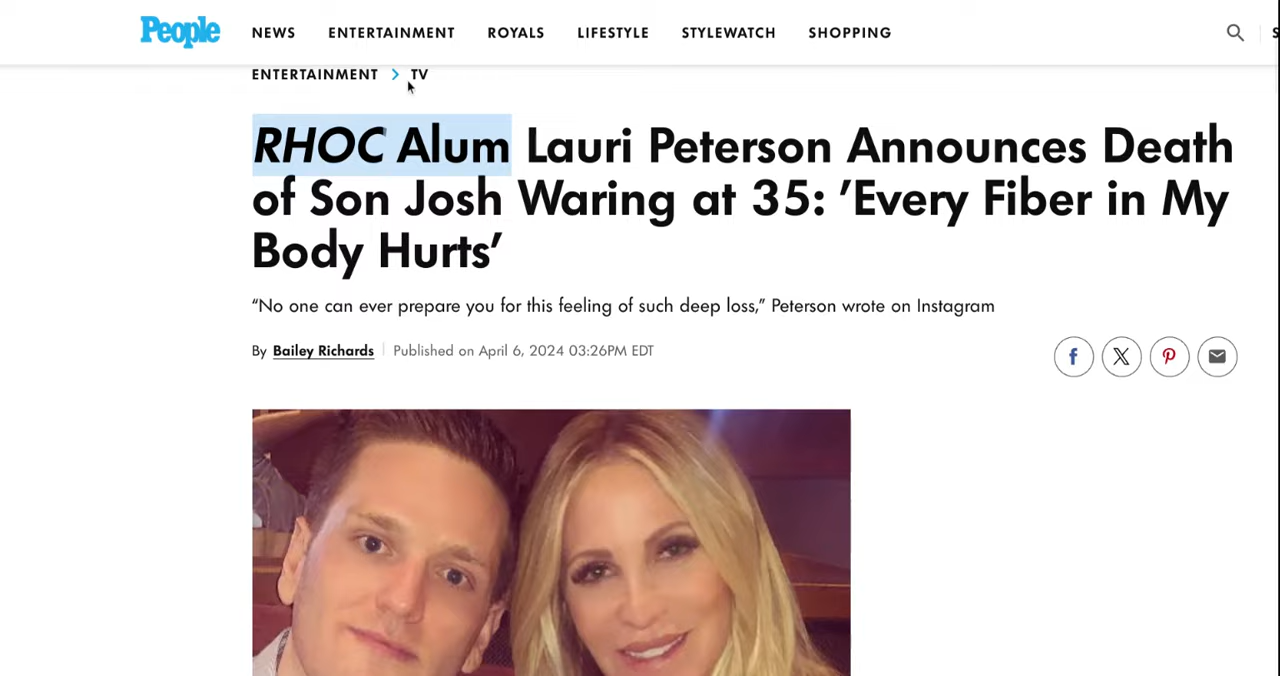 People NEWS ENTERTAINMENT ROYALS LIFESTYLE STYLEWATCH SHOPPING S
ENTERTAINMENT > TV
RHOC Alum Lauri Peterson Announces Death
of Son Josh Waring at 35: ’Every Fiber in My
Body Hurts’
“No one can ever prepare you for this feeling of such deep loss,” Peterson wrote on Instagram
By Bailey Richards Published on April 6, 2024 03:26PM EDT